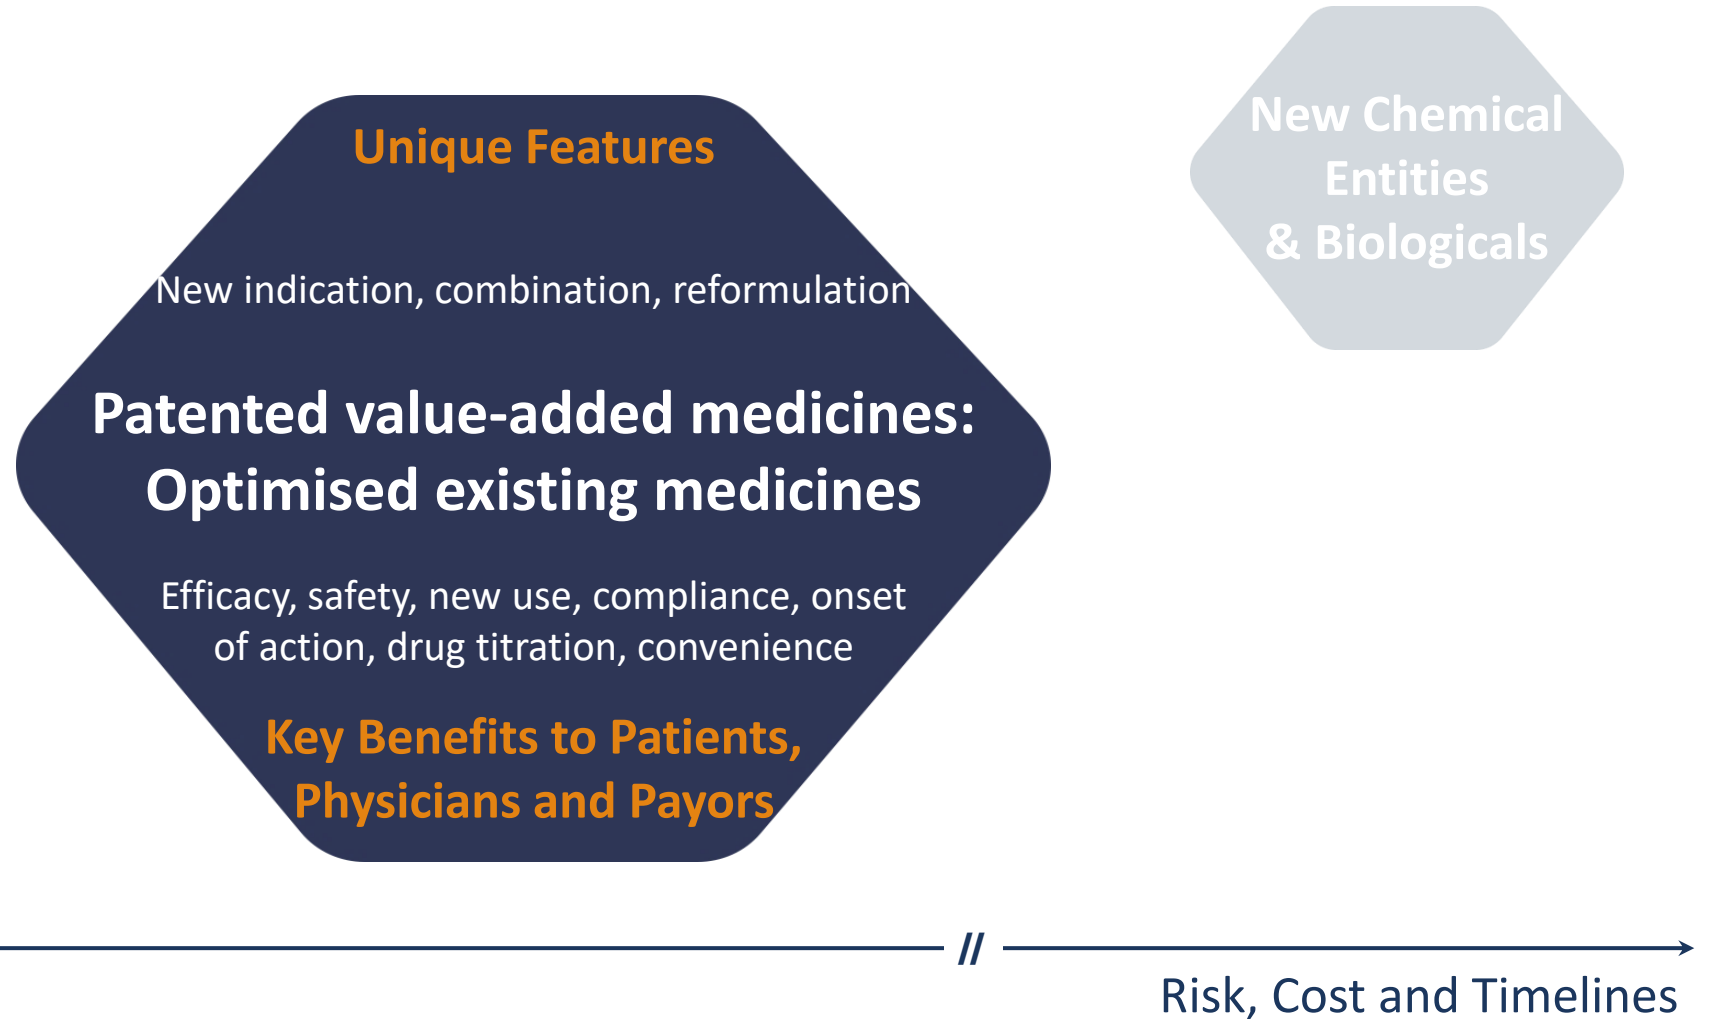 Unique Features
New indication, combination, reformulation
Patented value-added medicines:
Optimised existing medicines
Efficacy, safety, new use, compliance, onset
of action, drug titration, convenience
Key Benefits to Patients,
Physicians and Payors
New Chemical
Entities
& Biologicals
//
Risk, Cost and Timelines